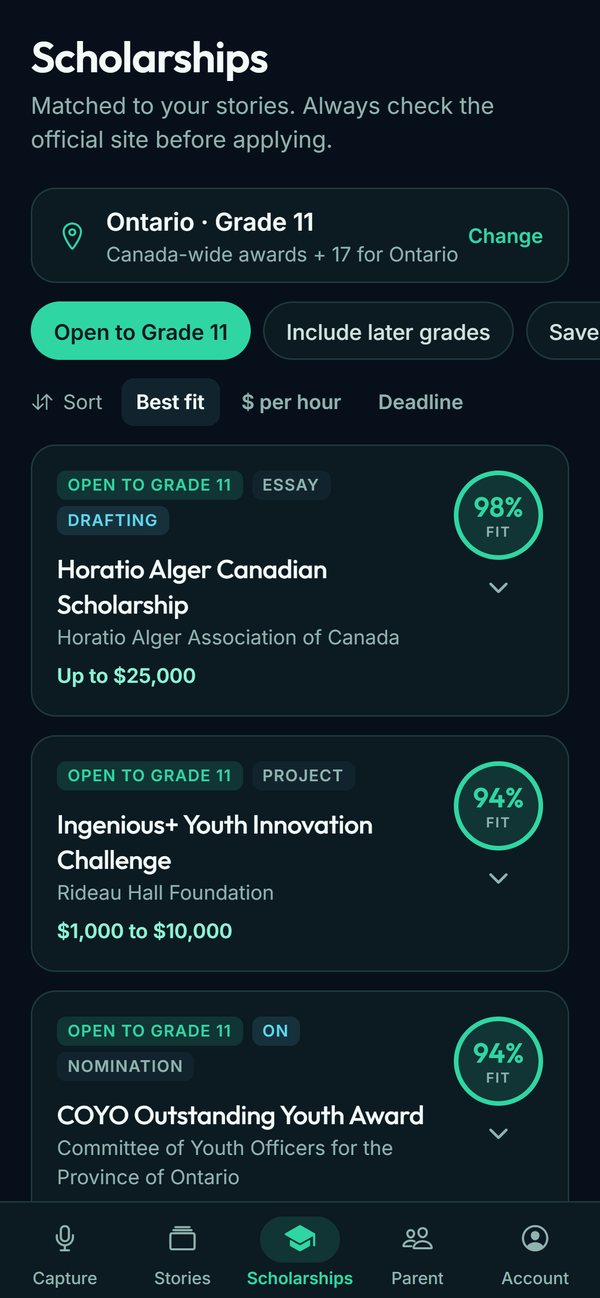 Scholarships
Matched to your stories. Always check the
official site before applying.
Ontario · Grade 11
Canada-wide awards + 17 for Ontario
Change
Open to Grade 11
Include later grades
Save
Sort
Best fit
$ per hour
Deadline
OPEN TO GRADE 11
ESSAY
DRAFTING
98%
FIT
Horatio Alger Canadian
Scholarship
Horatio Alger Association of Canada
Up to $25,000
OPEN TO GRADE 11
PROJECT
94%
FIT
Ingenious+ Youth Innovation
Challenge
Rideau Hall Foundation
$1,000 to $10,000
OPEN TO GRADE 11
ON
NOMINATION
94%
FIT
COYO Outstanding Youth Award
Committee of Youth Officers for the
Province of Ontario
Capture
Stories
Scholarships
Parent
Account